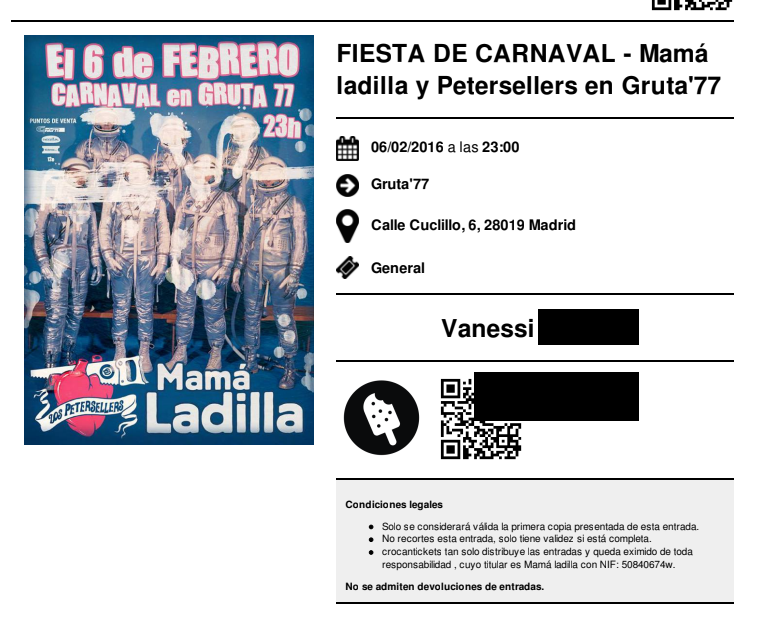 El 6 de FEBRERO
CARNAVAL en GRUTA 77
23h
PUNTOS DE VENTA
12€
LOS PETERSELLERS
Mamá
Ladilla
FIESTA DE CARNAVAL - Mamá
ladilla y Petersellers en Gruta'77
06/02/2016 a las 23:00
Gruta'77
Calle Cuclillo, 6, 28019 Madrid
General
Vanessi
Condiciones legales
Solo se considerará válida la primera copia presentada de esta entrada.
No recortes esta entrada, solo tiene validez si está completa.
crocantickets tan solo distribuye las entradas y queda eximido de toda
responsabilidad , cuyo titular es Mamá ladilla con NIF: 50840674w.
No se admiten devoluciones de entradas.